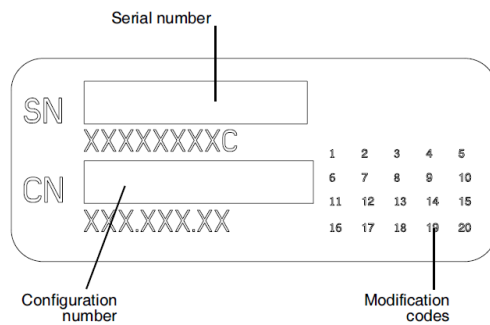 Serial number
SN
XXXXXXXXC
CN
XXX.XXX.XX
1 2 3 4 5
6 7 8 9 10
11 12 13 14 15
16 17 18 19 20
Configuration
number
Modification
codes